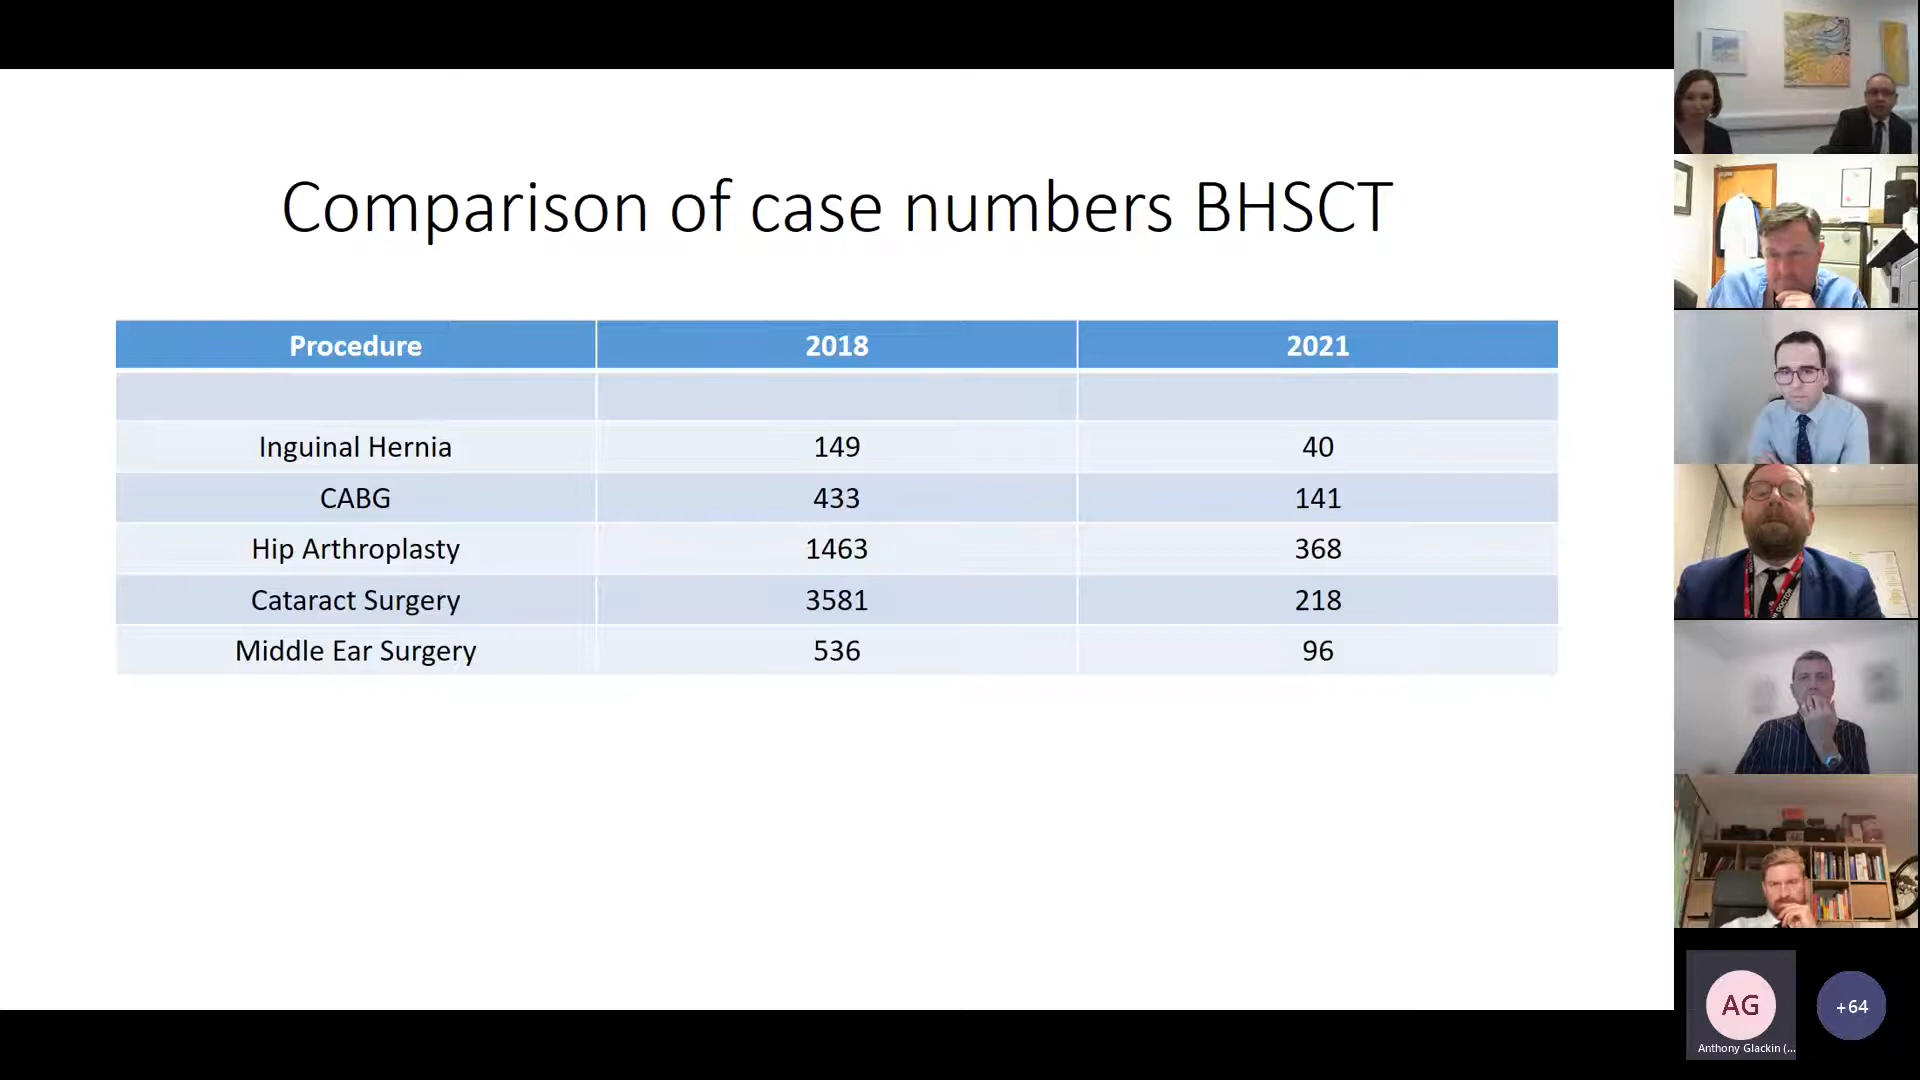 Comparison of case numbers BHSCT
Procedure 2018 2021
Inguinal Hernia 149 40
CABG 433 141
Hip Arthroplasty 1463 368
Cataract Surgery 3581 218
Middle Ear Surgery 536 96
DOCTOR
AG
+64
Anthony Glackin (...